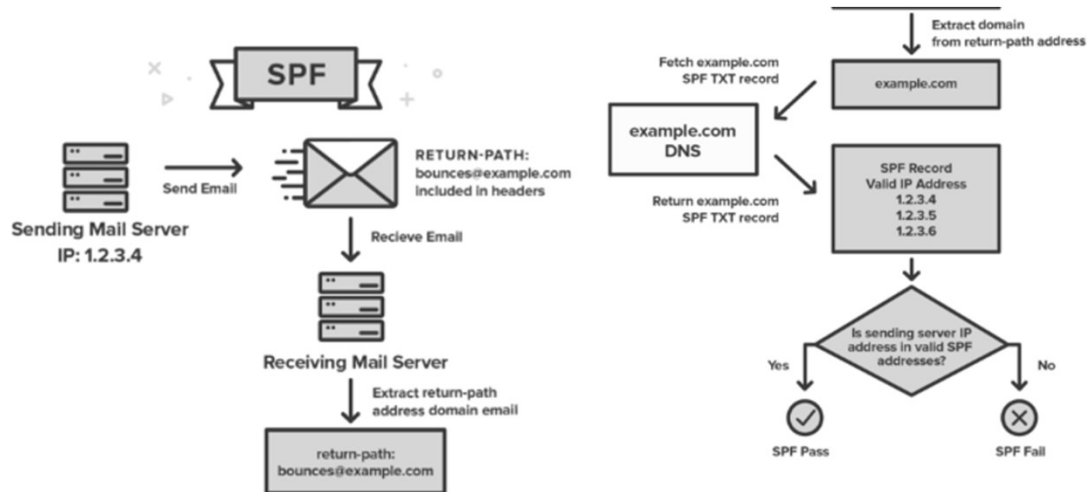 SPF
Send Email
RETURN-PATH:
bounces@example.com
included in headers
Sending Mail Server
IP: 1.2.3.4
Recieve Email
Receiving Mail Server
Extract return-path
address domain email
return-path:
bounces@example.com
Extract domain
from return-path address
Fetch example.com
SPF TXT record
example.com
example.com
DNS
SPF Record
Valid IP Address
1.2.3.4
1.2.3.5
1.2.3.6
Return example.com
SPF TXT record
Is sending server IP
address in valid SPF
addresses?
Yes
No
SPF Pass
SPF Fail